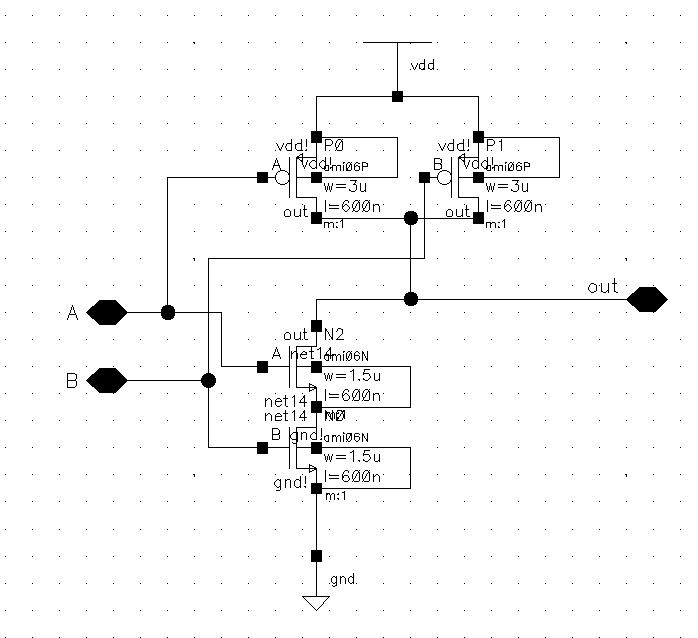 vdd
vdd! P0
A vdd! ami06P
w=3u
l=600n
out
m:1
vdd! P1
B vdd! ami06P
w=3u
l=600n
out
m:1
out
A
B
out N2
A net14 ami06N
w=1.5u
l=600n
net14
net14
B gnd! ami06N
w=1.5u
l=600n
gnd!
m:1
gnd